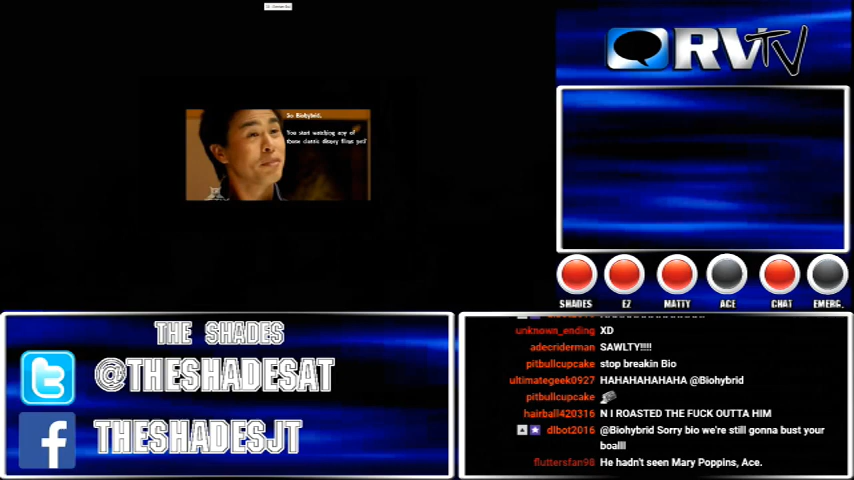 So Biohybrid,
You start watching any of
these classic disney films yet?
RVTV
SHADES
EZ
MATTY
ACE
CHAT
EMERG.
THE SHADES
@THESHADESAT
THESHADESJT
unknown_ending XD
adecriderman SAWLTY!!!!
pitbullcupcake stop breakin Bio
ultimategeek0927 HAHAHAHAHAHA @Biohybrid
pitbullcupcake
hairball420316 N I ROASTED THE FUCK OUTTA HIM
dlbot2016 @Biohybrid Sorry bio we're still gonna bust your
boalll
fluttersfan98 He hadn't seen Mary Poppins, Ace.